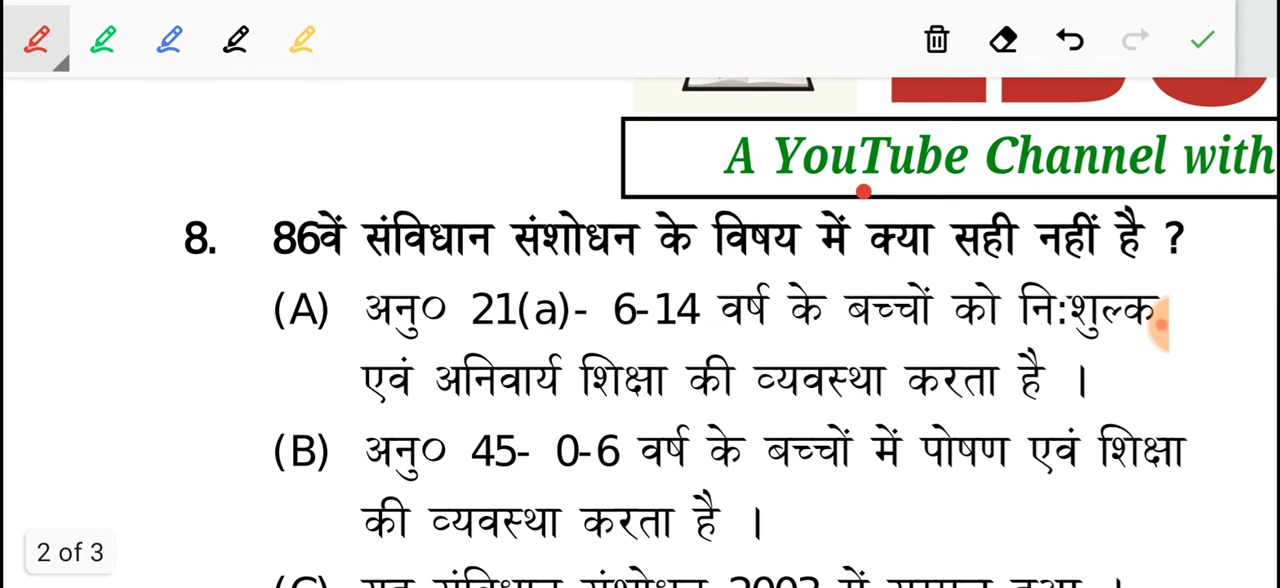 A YouTube Channel with
8. 86वें संविधान संशोधन के विषय में क्या सही नहीं है ?
(A) अनु० 21(a)- 6-14 वर्ष के बच्चों को नि:शुल्क
एवं अनिवार्य शिक्षा की व्यवस्था करता है ।
(B) अनु० 45- 0-6 वर्ष के बच्चों में पोषण एवं शिक्षा
की व्यवस्था करता है ।
2 of 3